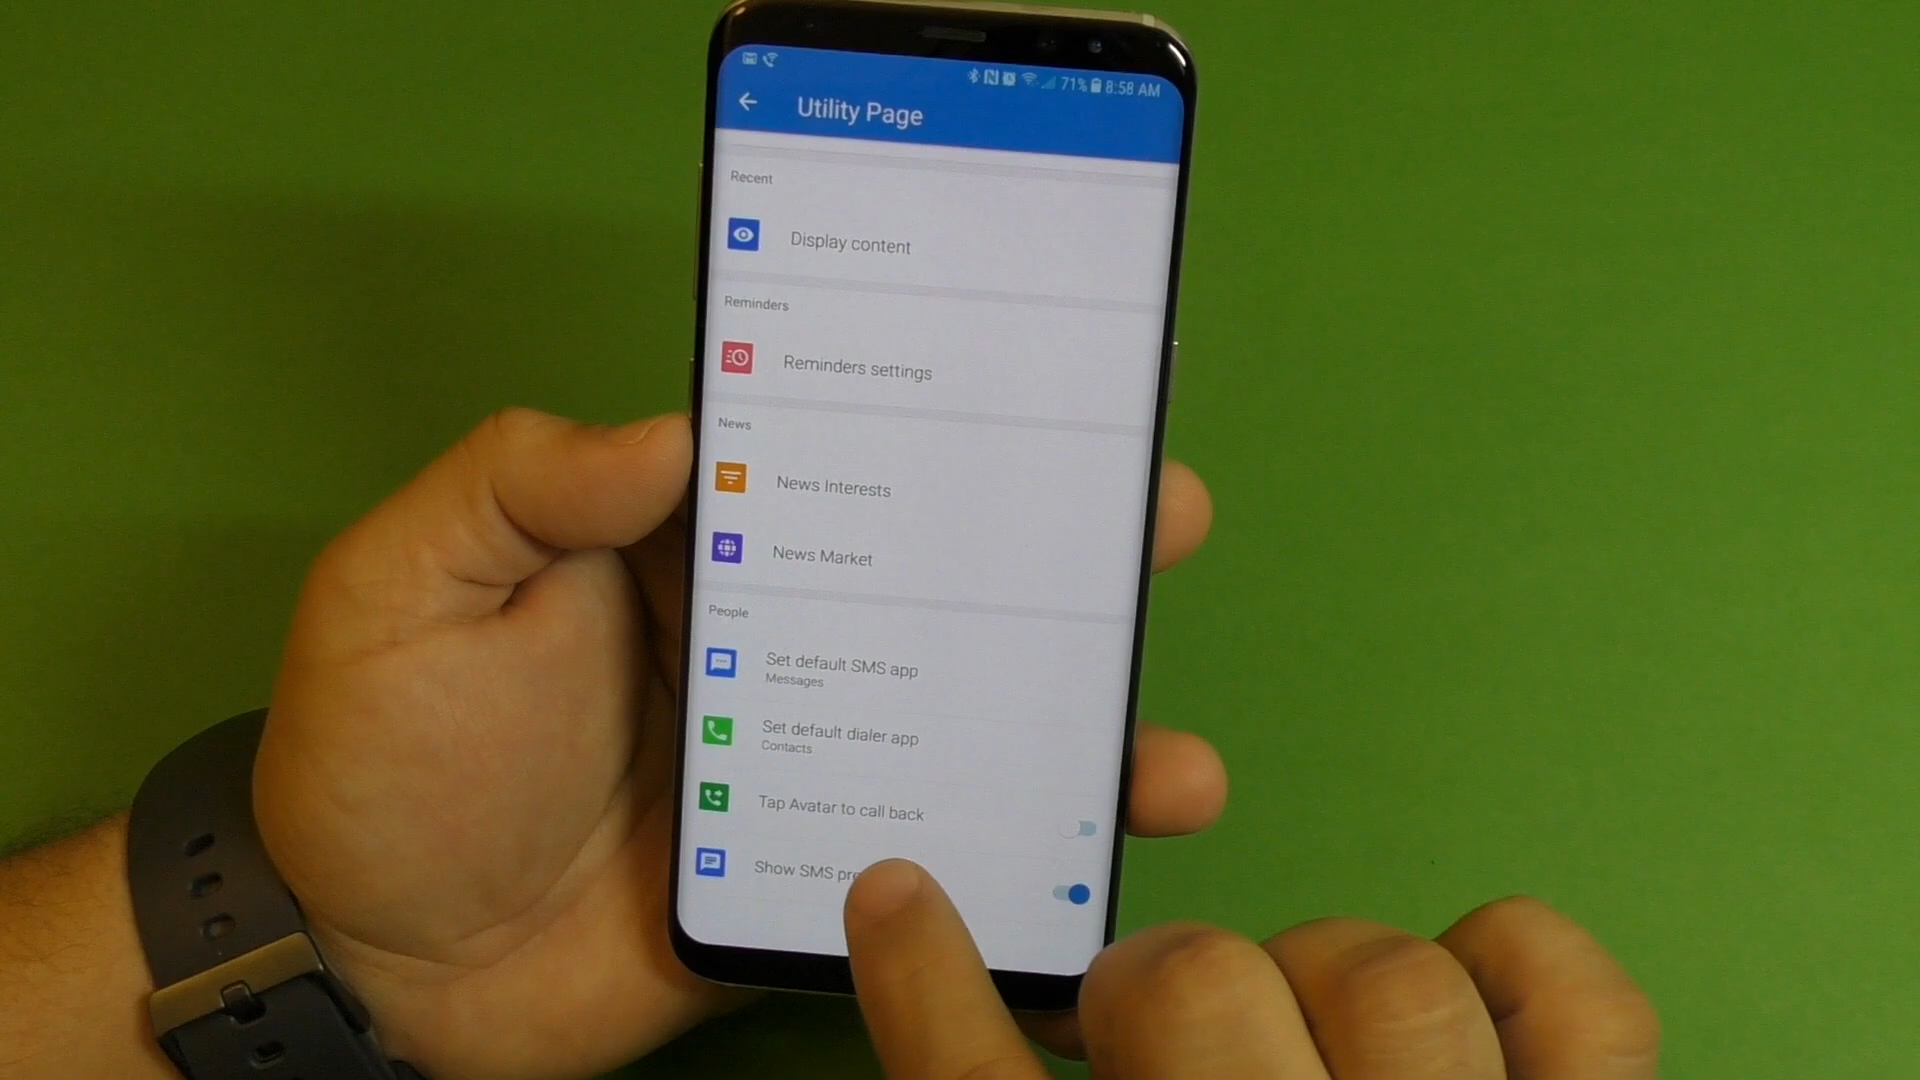 71% 8:58 AM
Utility Page
Recent
Display content
Reminders
Reminders settings
News
News Interests
News Market
People
Set default SMS app
Messages
Set default dialer app
Contacts
Tap Avatar to call back
Show SMS